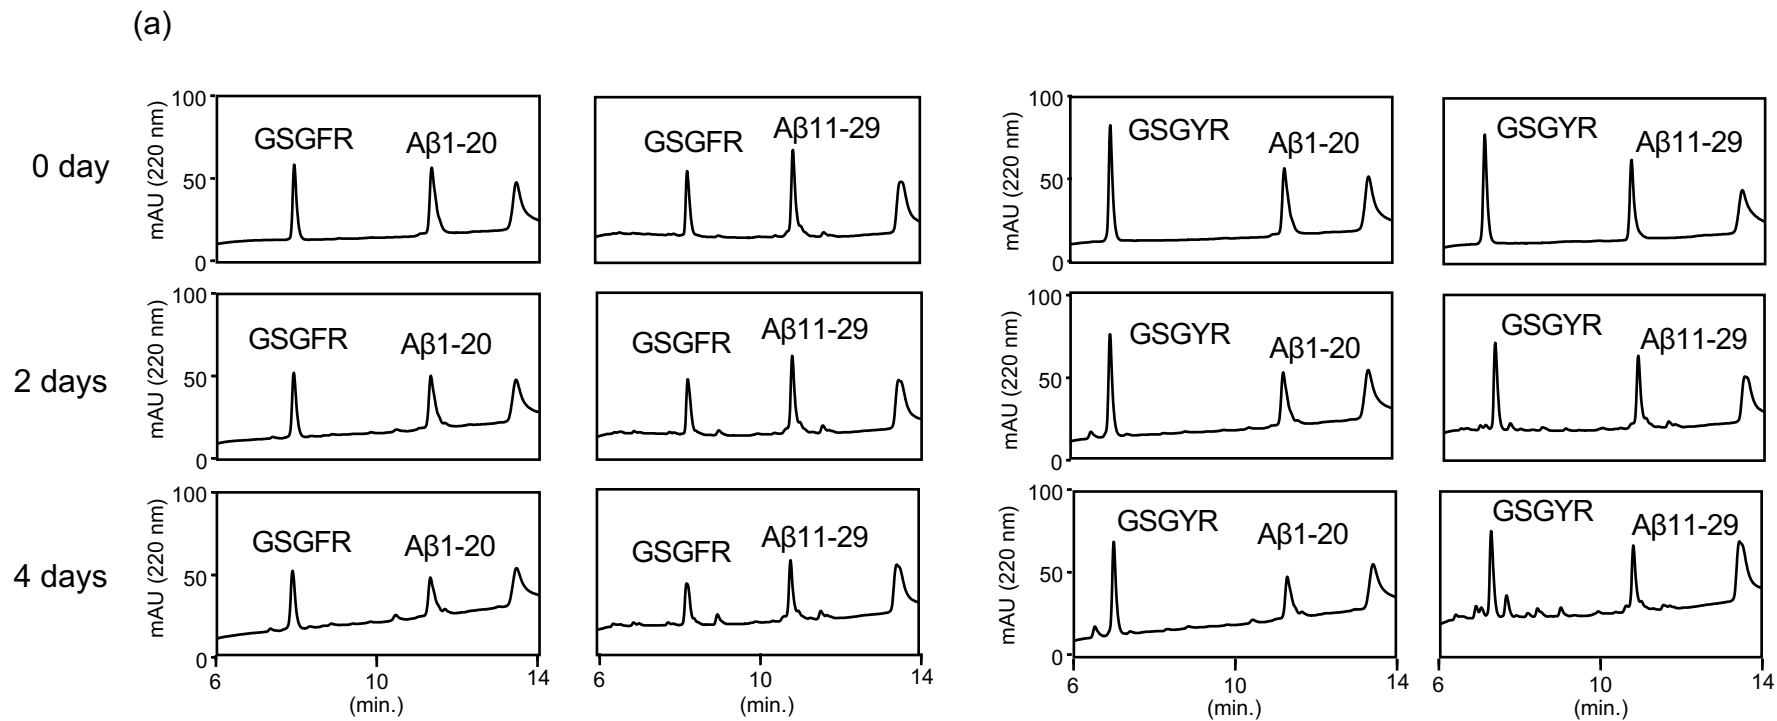 (a)
0 day
mAU (220 nm)
100
50
0
GSGFR
Aβ1-20
GSGFR
Aβ11-29
mAU (220 nm)
100
50
0
GSGYR
Aβ1-20
GSGYR
Aβ11-29
2 days
mAU (220 nm)
100
50
0
GSGFR
Aβ1-20
GSGFR
Aβ11-29
mAU (220 nm)
100
50
0
GSGYR
Aβ1-20
GSGYR
Aβ11-29
4 days
mAU (220 nm)
100
50
0
GSGFR
Aβ1-20
GSGFR
Aβ11-29
mAU (220 nm)
100
50
0
GSGYR
Aβ1-20
GSGYR
Aβ11-29
6 10 14
(min.)
6 10 14
(min.)
6 10 14
(min.)
6 10 14
(min.)